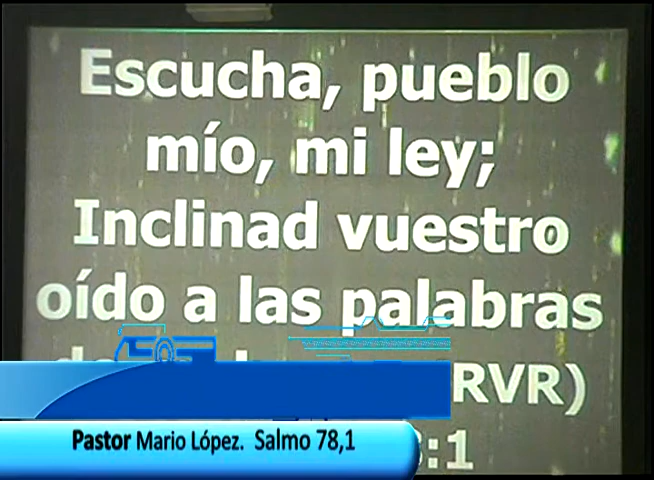 Escucha, pueblo
mío, mi ley;
Inclinad vuestro
oído a las palabras
RVR)
:1
Pastor Mario López. Salmo 78,1